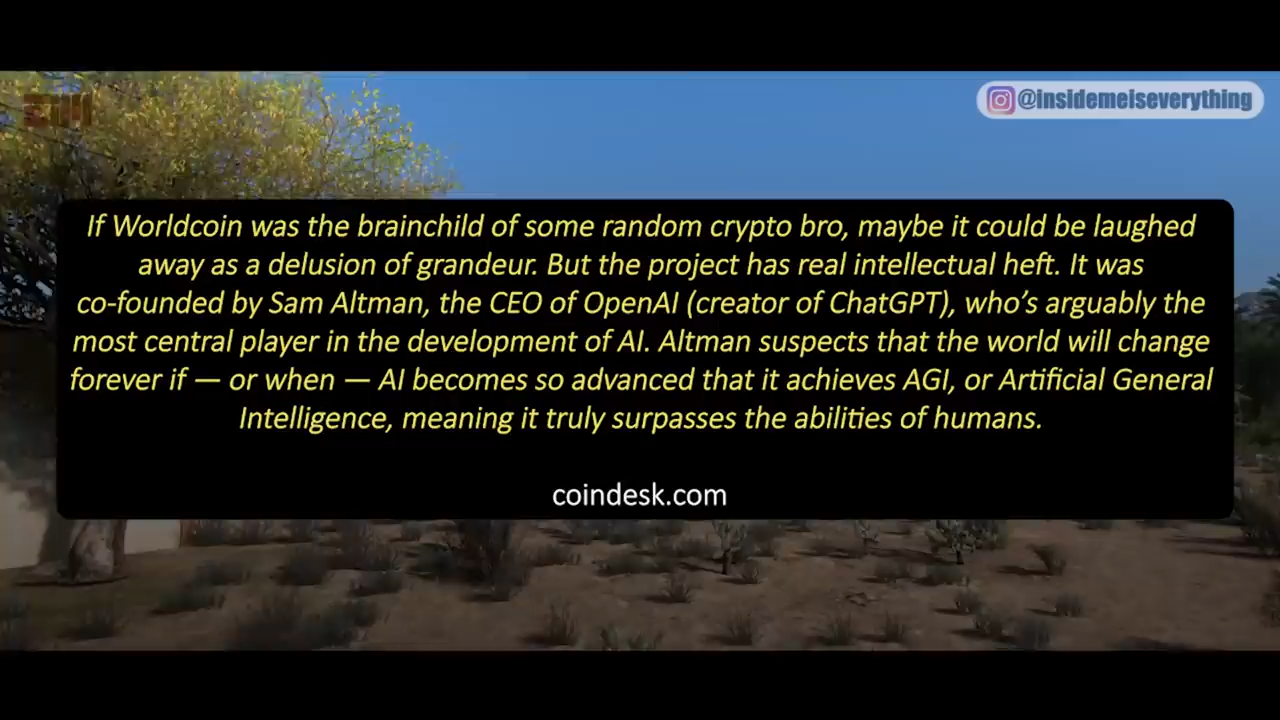 @insidemeiseverything
If Worldcoin was the brainchild of some random crypto bro, maybe it could be laughed
away as a delusion of grandeur. But the project has real intellectual heft. It was
co-founded by Sam Altman, the CEO of OpenAI (creator of ChatGPT), who’s arguably the
most central player in the development of AI. Altman suspects that the world will change
forever if — or when — AI becomes so advanced that it achieves AGI, or Artificial General
Intelligence, meaning it truly surpasses the abilities of humans.
coindesk.com